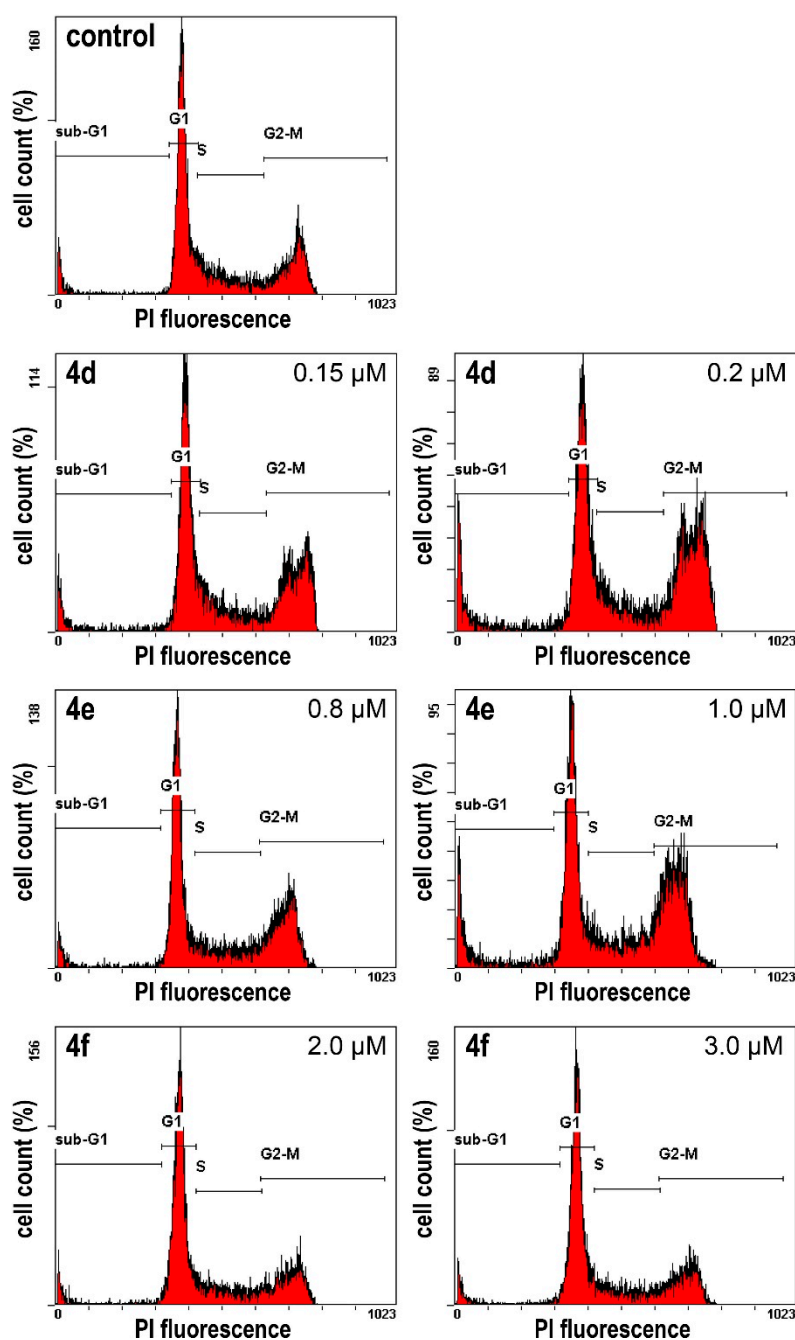 control
160
cell count (%)
sub-G1
G1
S
G2-M
0
1023
PI fluorescence
4d
0.15 µM
114
cell count (%)
sub-G1
G1
S
G2-M
0
1023
PI fluorescence
4d
0.2 µM
89
cell count (%)
sub-G1
G1
S
G2-M
0
1023
PI fluorescence
4e
0.8 µM
138
cell count (%)
sub-G1
G1
S
G2-M
0
1023
PI fluorescence
4e
1.0 µM
95
cell count (%)
sub-G1
G1
S
G2-M
0
1023
PI fluorescence
4f
2.0 µM
156
cell count (%)
sub-G1
G1
S
G2-M
0
1023
PI fluorescence
4f
3.0 µM
160
cell count (%)
sub-G1
G1
S
G2-M
0
1023
PI fluorescence